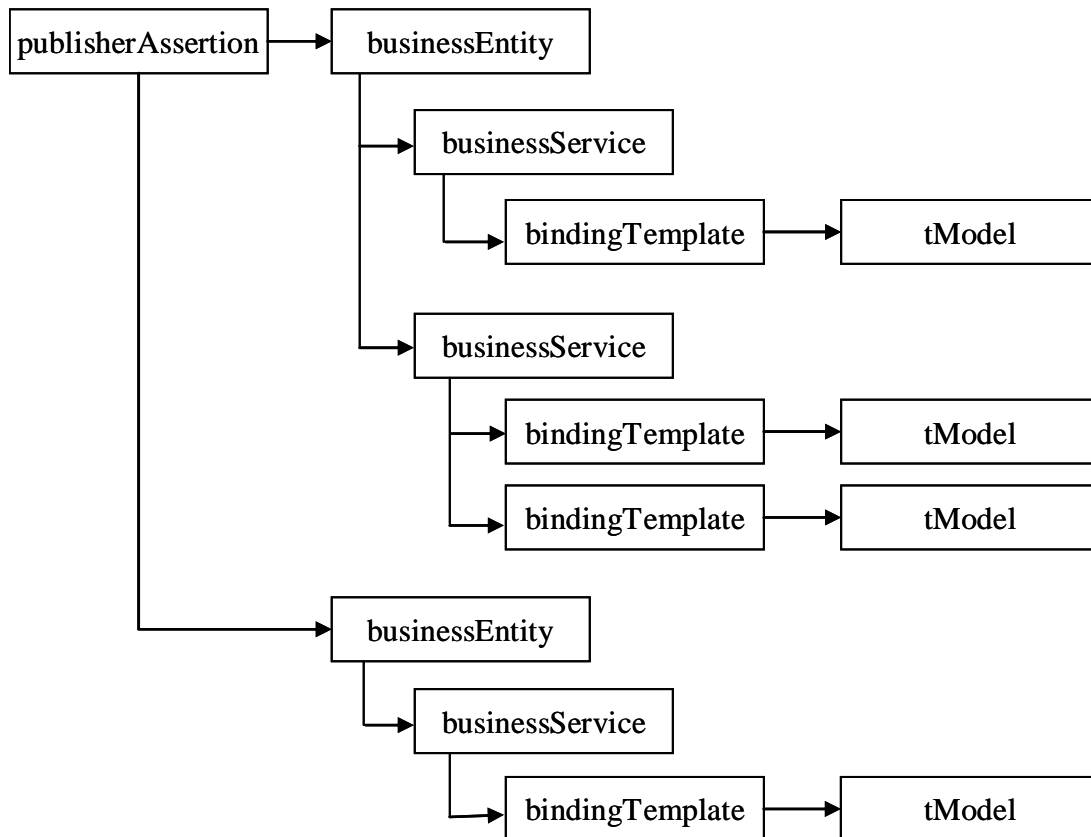 publisherAssertion
businessEntity
businessService
bindingTemplate
tModel
businessService
bindingTemplate
tModel
bindingTemplate
tModel
businessEntity
businessService
bindingTemplate
tModel